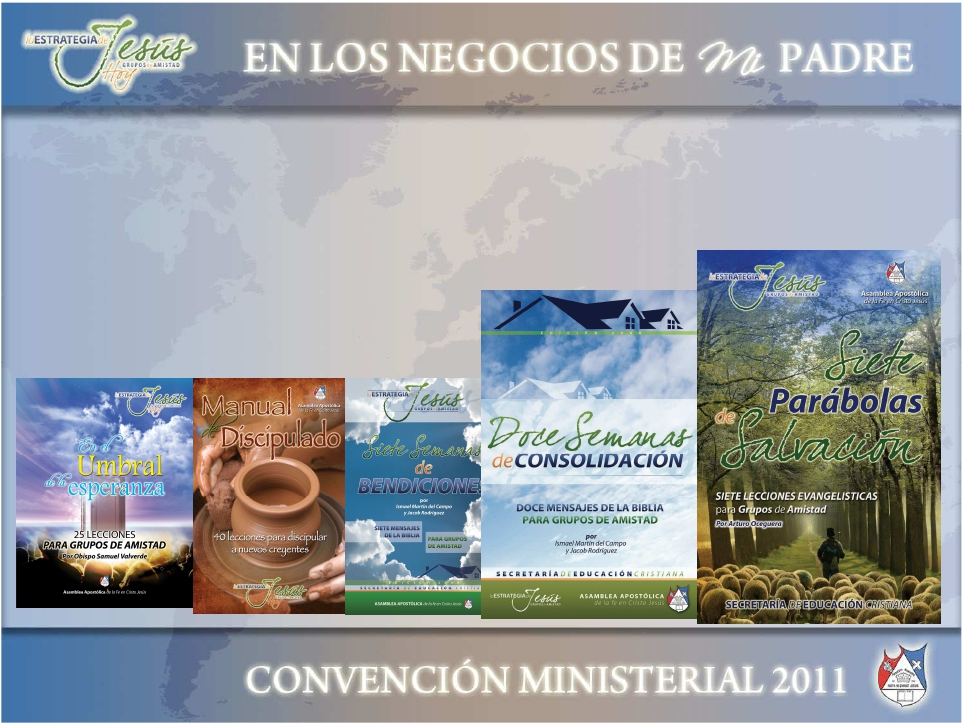 la ESTRATEGIA de Jesús
GRUPOS de AMISTAD
Hoy
EN LOS NEGOCIOS DE Mi PADRE
la ESTRATEGIA de Jesús
En el
Umbral
de la esperanza
25 LECCIONES
PARA GRUPOS DE AMISTAD
Por Obispo Samuel Valverde
Asamblea Apostólica de la Fe en Cristo Jesús
Manual
de Discipulado
Asamblea Apostólica
de la Fe en Cristo Jesús
40 lecciones para discipular
a nuevos creyentes
la ESTRATEGIA de Jesús
ESTRATEGIA de Jesús
GRUPOS de AMISTAD
Siete Semanas
de
BENDICIONE
por
Ismael Martín del Campo
y Jacob Rodríguez
SIETE MENSAJES
DE LA BIBLIA
PARA GRUPOS
DE AMISTAD
SECRETARÍA DE EDUCACIÓN CRISTIA
ASAMBLEA APOSTÓLICA de la Fe en Cristo Jesús
Doce Semanas
de CONSOLIDACIÓN
DOCE MENSAJES DE LA BIBLIA
PARA GRUPOS DE AMISTAD
por
Ismael Martín del Campo
y Jacob Rodríguez
SECRETARÍA DE EDUCACIÓN CRISTIANA
la ESTRATEGIA de Jesús
GRUPOS de AMISTAD
ASAMBLEA APOSTÓLICA
de la fe en Cristo Jesús
la ESTRATEGIA de Jesús
GRUPOS de AMISTAD
Asamblea Apostólica
de la Fe en Cristo Jesús
Siete
Parábolas
de
Salvación
SIETE LECCIONES EVANGELISTICAS
para Grupos de Amistad
Por Arturo Oceguera
SECRETARÍA DE EDUCACIÓN CRISTIANA
CONVENCIÓN MINISTERIAL 2011